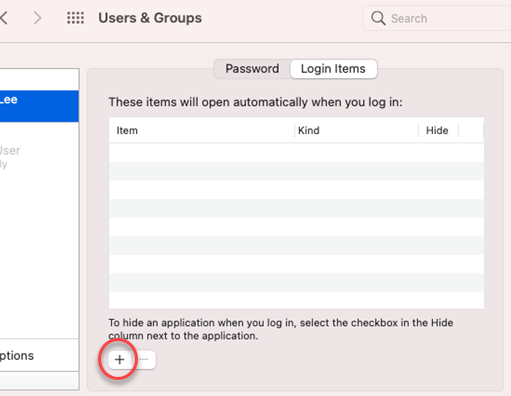 Users & Groups
Search
Password
Login Items
Lee
These items will open automatically when you log in:
Item
Kind
Hide
User
ly
To hide an application when you log in, select the checkbox in the Hide
column next to the application.
ptions
+
−